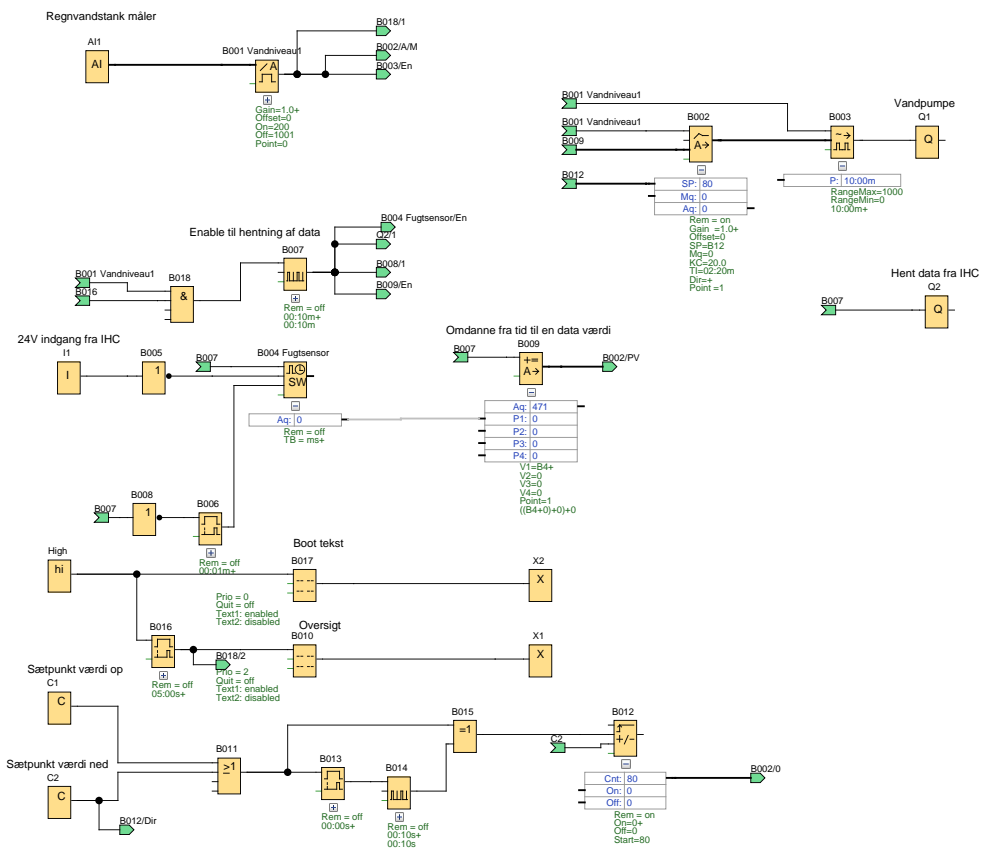 Regnvandstank måler
AI1
AI
B001 Vandniveau1
/ A
Gain=1.0+
Offset=0
On=200
Off=1001
Point=0
B018/1
B002/A/M
B003/En
B001 Vandniveau1
B001 Vandniveau1
B009
B012
B002
A→
SP: 80
Mq: 0
Aq: 0
Rem = on
Gain =1.0+
Offset=0
SP=B12
Mq=0
KC=20.0
TI=02:20m
Dir=+
Point =1
B003
P: 10:00m
RangeMax=1000
RangeMin=0
10:00m+
Vandpumpe
Q1
Q
Enable til hentning af data
B001 Vandniveau1
B016
B018
&
B007
Rem = off
00:10m+
00:10m
B004 Fugtsensor/En
Q2/1
B008/1
B009/En
Hent data fra IHC
B007
Q2
Q
24V indgang fra IHC
I1
I
B005
1
B007
B004 Fugtsensor
SW
Aq: 0
Rem = off
TB = ms+
Omdanne fra tid til en data værdi
B007
B009
+=
A→
B002/PV
Aq: 471
P1: 0
P2: 0
P3: 0
P4: 0
V1=B4+
V2=0
V3=0
V4=0
Point=1
((B4+0)+0)+0
B007
B008
1
B006
Rem = off
00:01m+
High
hi
Boot tekst
B017
Prio = 0
Quit = off
Text1: enabled
Text2: disabled
X2
X
B016
Rem = off
05:00s+
B018/2
Oversigt
B010
Prio = 2
Quit = off
Text1: enabled
Text2: disabled
X1
X
Sætpunkt værdi op
C1
C
Sætpunkt værdi ned
C2
C
B012/Dir
B011
≥1
B013
Rem = off
00:00s+
B014
Rem = off
00:10s+
00:10s
B015
=1
C2
B012
+/-
Cnt: 80
On: 0
Off: 0
Rem = on
On=0+
Off=0
Start=80
B002/0